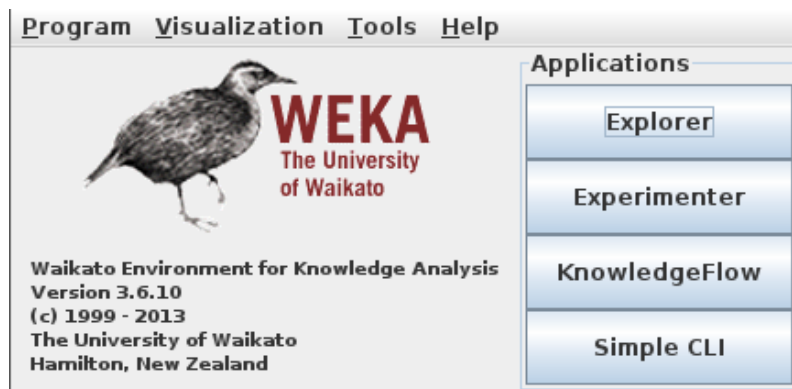 Program Visualization Tools Help
WEKA
The University
of Waikato
Waikato Environment for Knowledge Analysis
Version 3.6.10
(c) 1999 - 2013
The University of Waikato
Hamilton, New Zealand
Applications
Explorer
Experimenter
KnowledgeFlow
Simple CLI